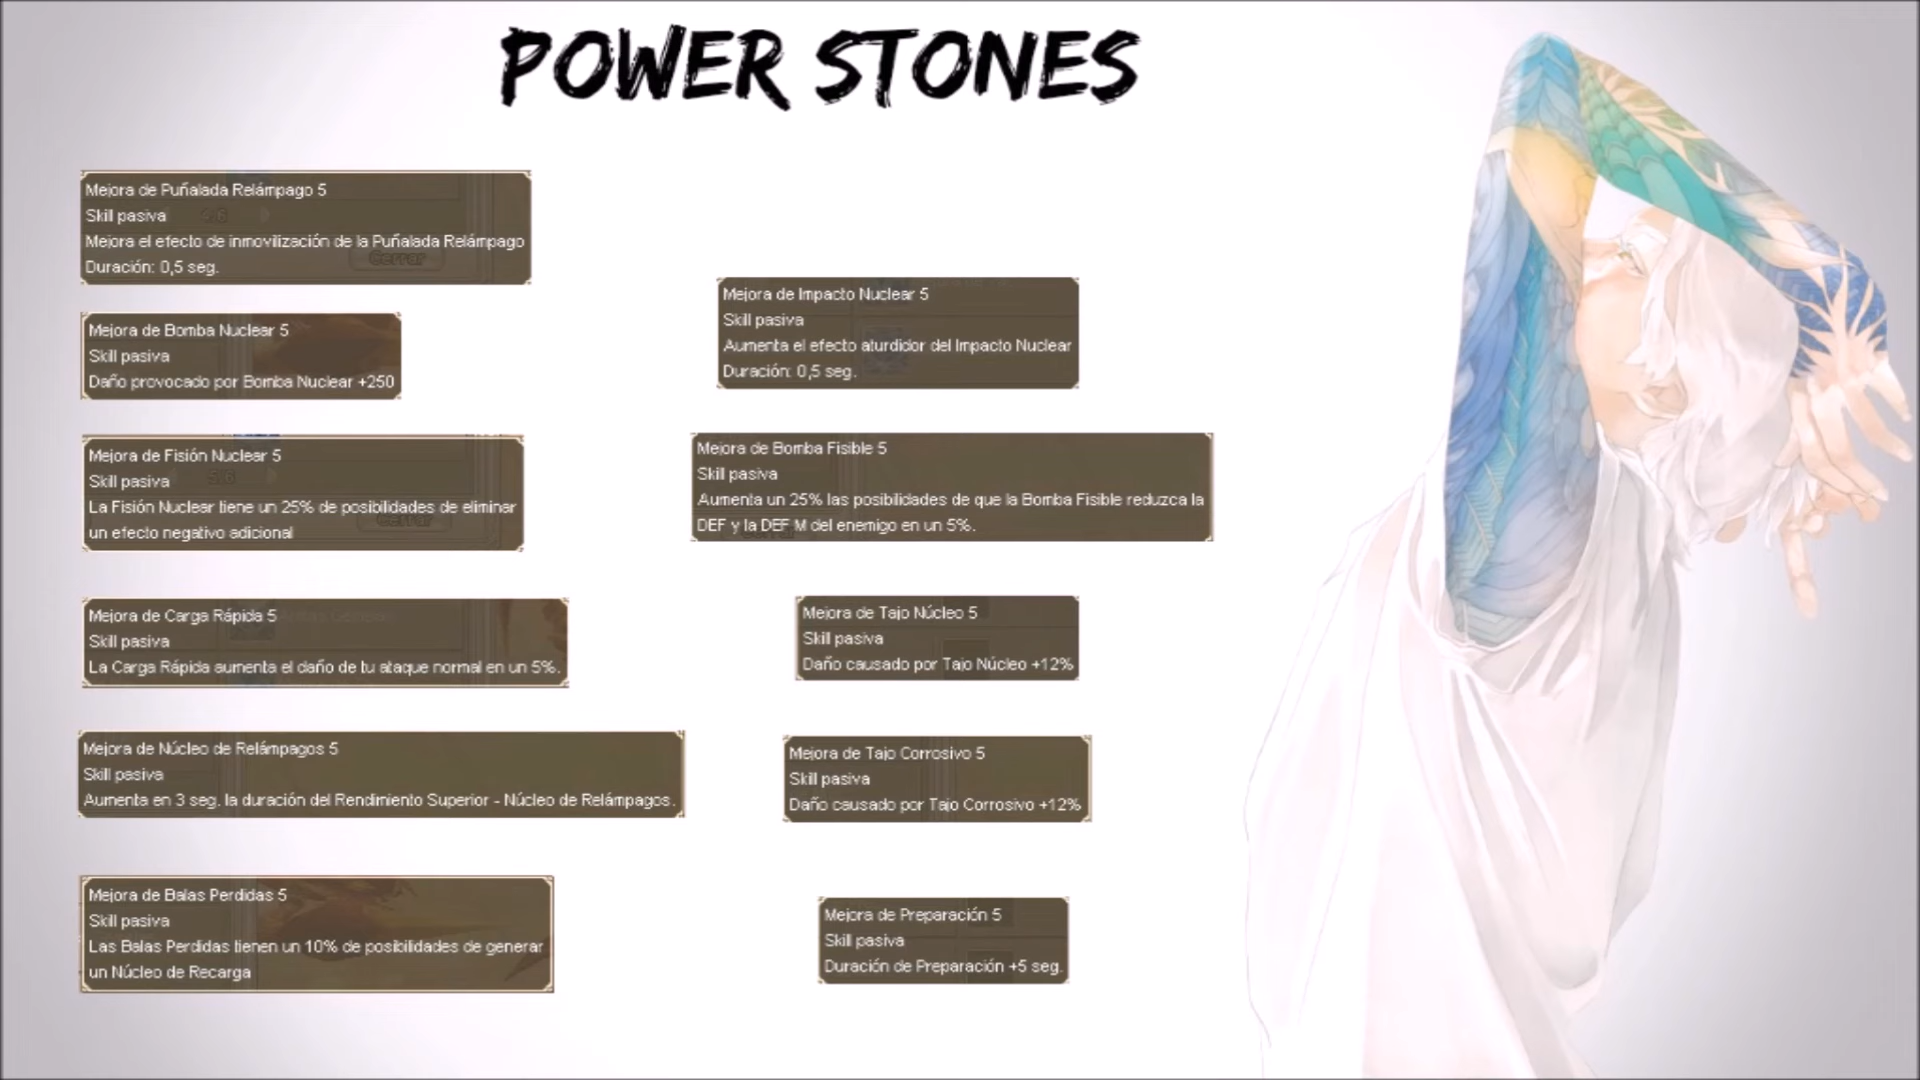 POWER STONES
Mejora de Puñalada Relámpago 5
Skill pasiva
Mejora el efecto de inmovilización de la Puñalada Relámpago
Duración: 0,5 seg.
Mejora de Bomba Nuclear 5
Skill pasiva
Daño provocado por Bomba Nuclear +250
Mejora de Fisión Nuclear 5
Skill pasiva
La Fisión Nuclear tiene un 25% de posibilidades de eliminar
un efecto negativo adicional
Mejora de Carga Rápida 5
Skill pasiva
La Carga Rápida aumenta el daño de tu ataque normal en un 5%.
Mejora de Núcleo de Relámpagos 5
Skill pasiva
Aumenta en 3 seg. la duración del Rendimiento Superior - Núcleo de Relámpagos.
Mejora de Balas Perdidas 5
Skill pasiva
Las Balas Perdidas tienen un 10% de posibilidades de generar
un Núcleo de Recarga
Mejora de Impacto Nuclear 5
Skill pasiva
Aumenta el efecto aturdidor del Impacto Nuclear
Duración: 0,5 seg.
Mejora de Bomba Fisible 5
Skill pasiva
Aumenta un 25% las posibilidades de que la Bomba Fisible reduzca la
DEF y la DEF M del enemigo en un 5%.
Mejora de Tajo Núcleo 5
Skill pasiva
Daño causado por Tajo Núcleo +12%
Mejora de Tajo Corrosivo 5
Skill pasiva
Daño causado por Tajo Corrosivo +12%
Mejora de Preparación 5
Skill pasiva
Duración de Preparación +5 seg.